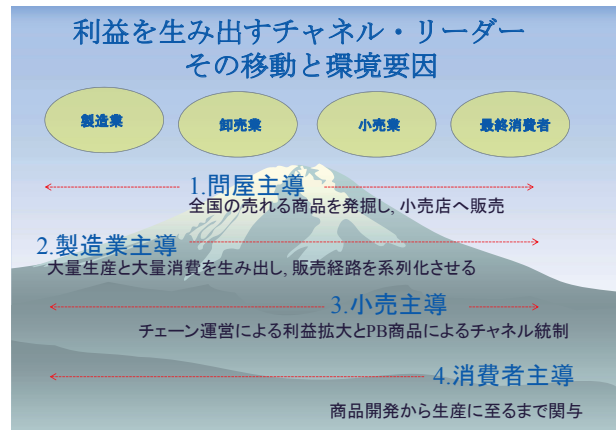 利益を生み出すチャネル・リーダー
その移動と環境要因
製造業
卸売業
小売業
最終消費者
1.問屋主導
全国の売れる商品を発掘し, 小売店へ販売
2.製造業主導
大量生産と大量消費を生み出し, 販売経路を系列化させる
3.小売主導
チェーン運営による利益拡大とPB商品によるチャネル統制
4.消費者主導
商品開発から生産に至るまで関与